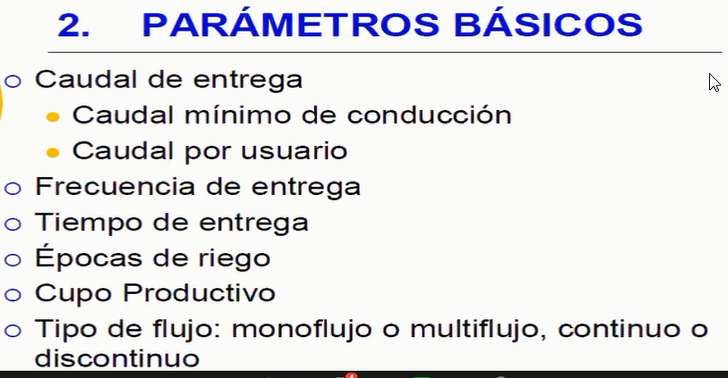 2. PARÁMETROS BÁSICOS
Caudal de entrega
Caudal mínimo de conducción
Caudal por usuario
Frecuencia de entrega
Tiempo de entrega
Épocas de riego
Cupo Productivo
Tipo de flujo: monoflujo o multiflujo, continuo o
discontinuo